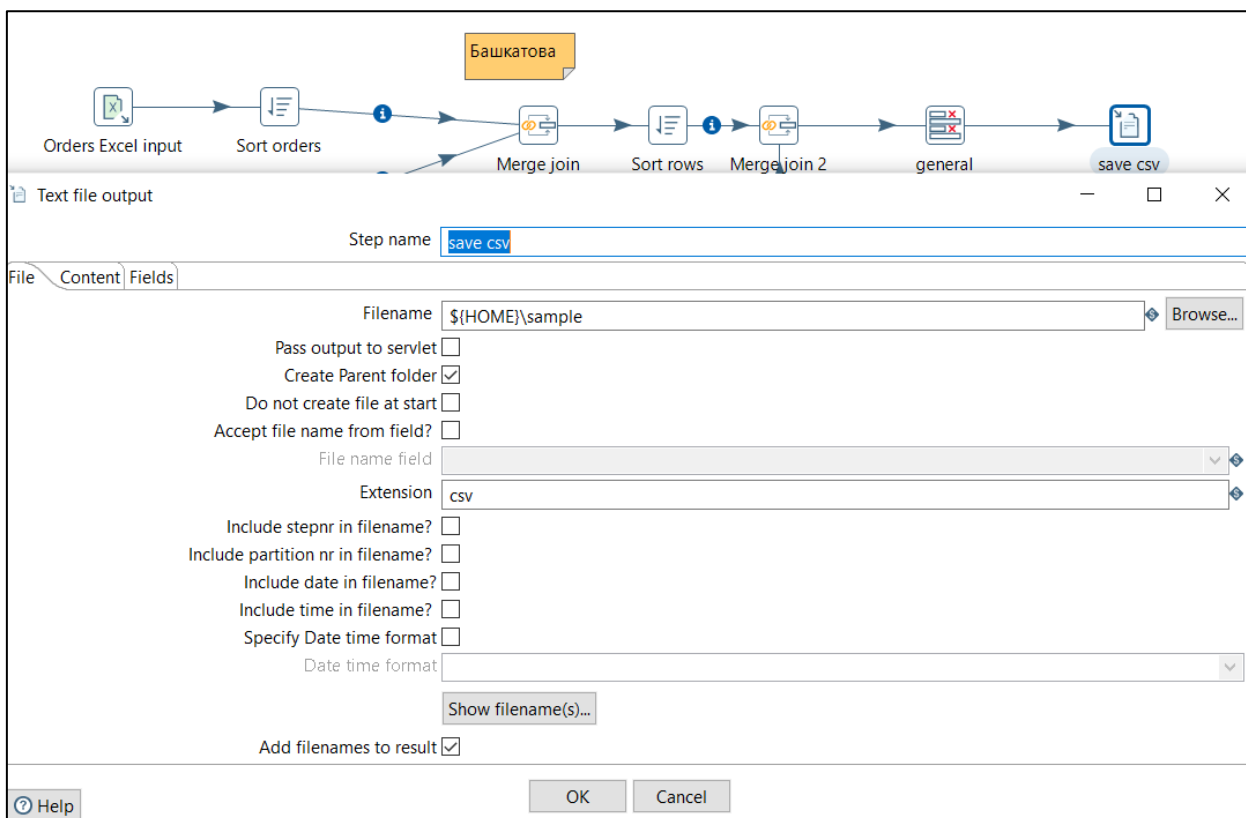 Башкатова
Orders Excel input
Sort orders
Merge join
Sort rows
Merge join 2
general
save csv
Text file output
Step name save csv
File Content Fields
Filename ${HOME}\sample Browse...
Pass output to servlet
Create Parent folder
Do not create file at start
Accept file name from field?
File name field
Extension csv
Include stepnr in filename?
Include partition nr in filename?
Include date in filename?
Include time in filename?
Specify Date time format
Date time format
Show filename(s)...
Add filenames to result
OK Cancel
Help